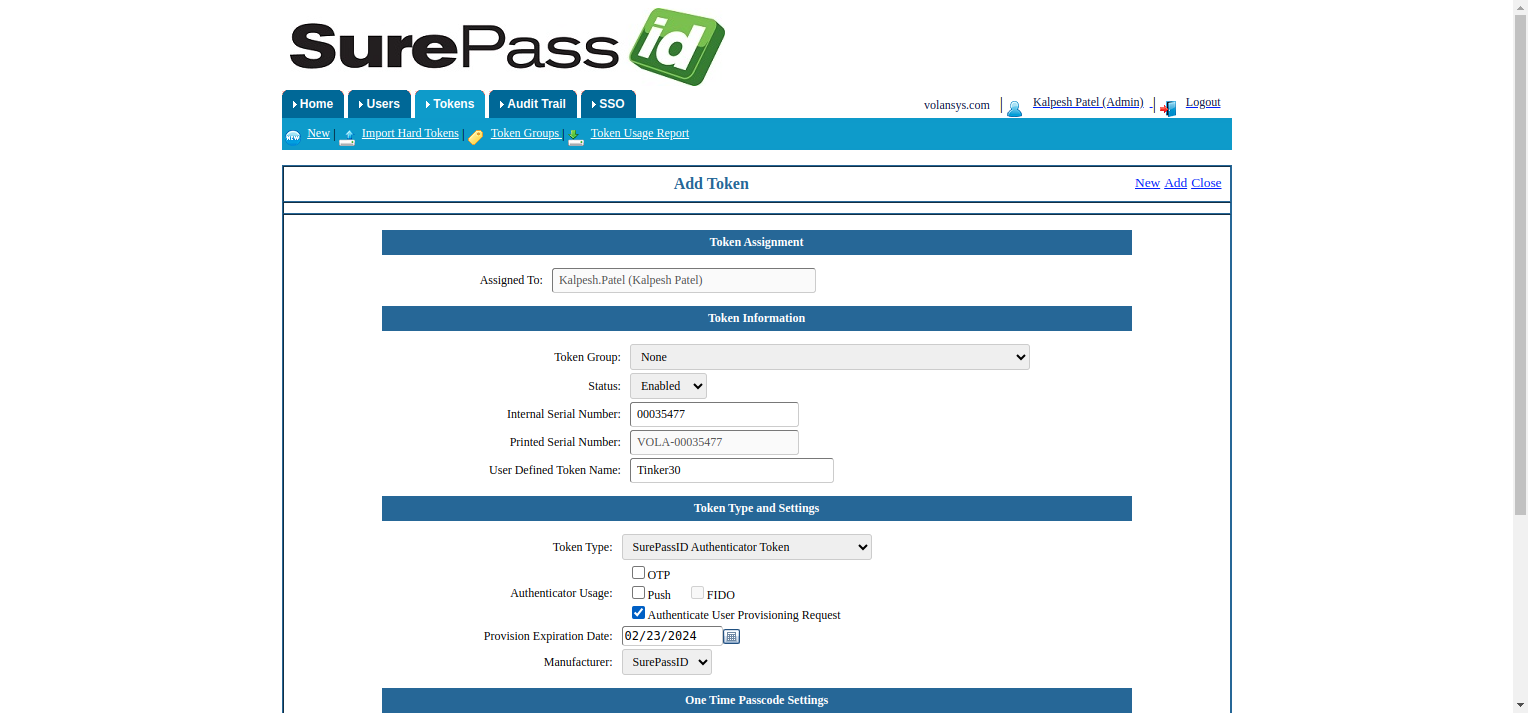 SurePass id
Home Users Tokens Audit Trail SSO volansys.com | Kalpesh Patel (Admin) -| Logout
NEW New | Import Hard Tokens | Token Groups | Token Usage Report
Add Token New Add Close
Token Assignment
Assigned To: Kalpesh.Patel (Kalpesh Patel)
Token Information
Token Group: None
Status: Enabled
Internal Serial Number: 00035477
Printed Serial Number: VOLA-00035477
User Defined Token Name: Tinker30
Token Type and Settings
Token Type: SurePassID Authenticator Token
OTP
Authenticator Usage: Push FIDO
Authenticate User Provisioning Request
Provision Expiration Date: 02/23/2024
Manufacturer: SurePassID
One Time Passcode Settings